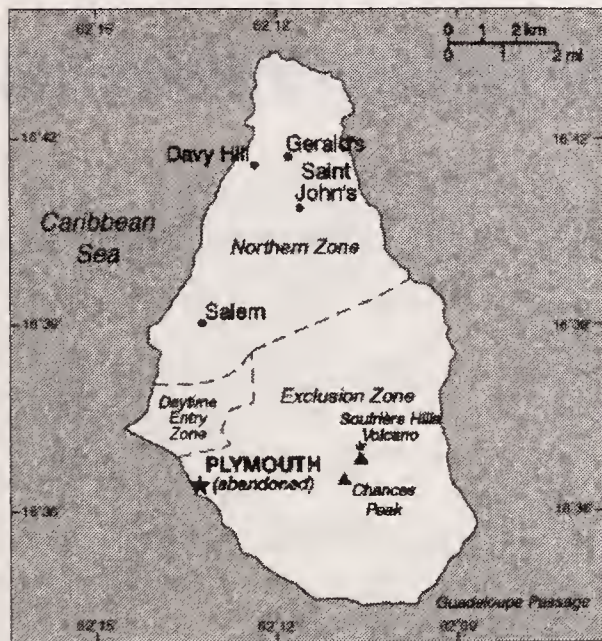 62°15' 62°12'
0 1 2 km
0 1 2 mi
16°42' 16°42'
Davy Hill
Gerald's
Saint
John's
Caribbean
Sea
Northern Zone
Salem
16°39' 16°39'
Daytime
Entry
Zone
Exclusion Zone
Soufrière Hills
Volcano
PLYMOUTH
(abandoned)
Chances
Peak
16°36' 16°36'
Guadeloupe Passage
62°15' 62°12' 62°09'